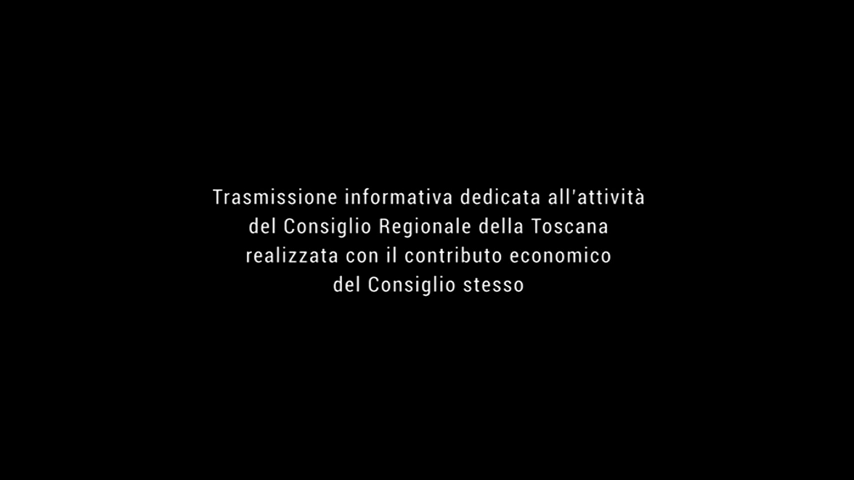 Trasmissione informativa dedicata all'attività
del Consiglio Regionale della Toscana
realizzata con il contributo economico
del Consiglio stesso